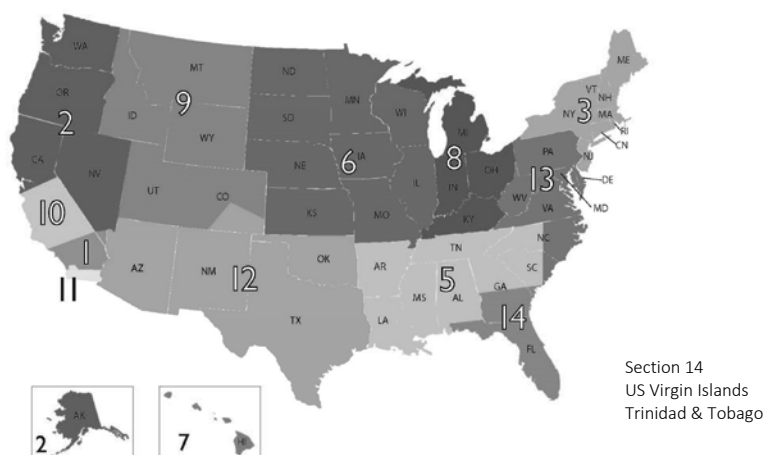 WA
ME
MT
ND
VT
OR
MN
NH
9
ID
SD
WI
NY
3
MA
2
MI
RI
WY
CN
6
IA
8
PA
NJ
CA
NE
NV
OH
13
DE
UT
IL
IN
WV
CO
VA
MD
10
KS
MO
KY
NC
1
OK
TN
AZ
NM
12
AR
5
SC
11
GA
MS
AL
14
TX
LA
FL
Section 14
US Virgin Islands
Trinidad & Tobago
AK
2
7
HI